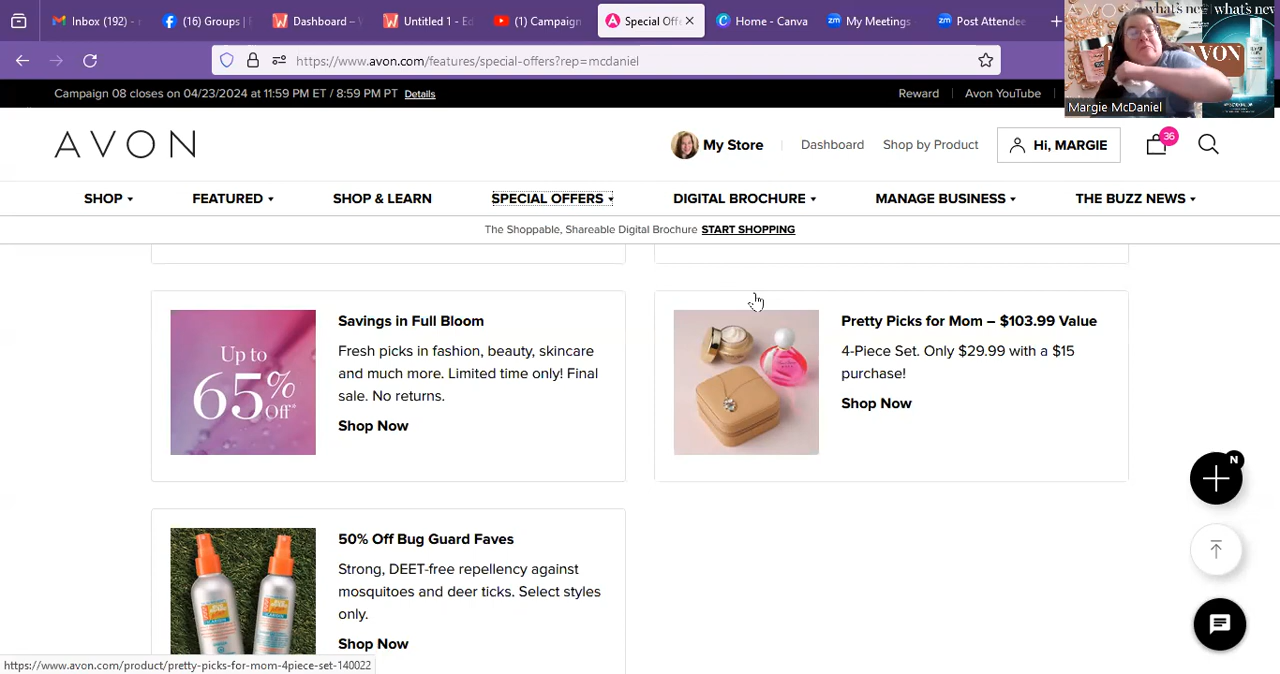 Inbox (192) -
(16) Groups |
Dashboard –
Untitled 1 - Ed
(1) Campaign
Special Off
Home - Canva
zm
My Meetings
zm
Post Attendee
https://www.avon.com/features/special-offers?rep=mcdaniel
what's new
what's nev
AVON
Margie McDaniel
Campaign 08 closes on 04/23/2024 at 11:59 PM ET / 8:59 PM PT Details
Reward
Avon YouTube
AVON
My Store
Dashboard
Shop by Product
Hi, MARGIE
36
SHOP
FEATURED
SHOP & LEARN
SPECIAL OFFERS
DIGITAL BROCHURE
MANAGE BUSINESS
THE BUZZ NEWS
The Shoppable, Shareable Digital Brochure START SHOPPING
Up to
65%
Off*
Savings in Full Bloom
Fresh picks in fashion, beauty, skincare
and much more. Limited time only! Final
sale. No returns.
Shop Now
Pretty Picks for Mom – $103.99 Value
4-Piece Set. Only $29.99 with a $15
purchase!
Shop Now
N
50% Off Bug Guard Faves
Strong, DEET-free repellency against
mosquitoes and deer ticks. Select styles
only.
Shop Now
https://www.avon.com/product/pretty-picks-for-mom-4piece-set-140022